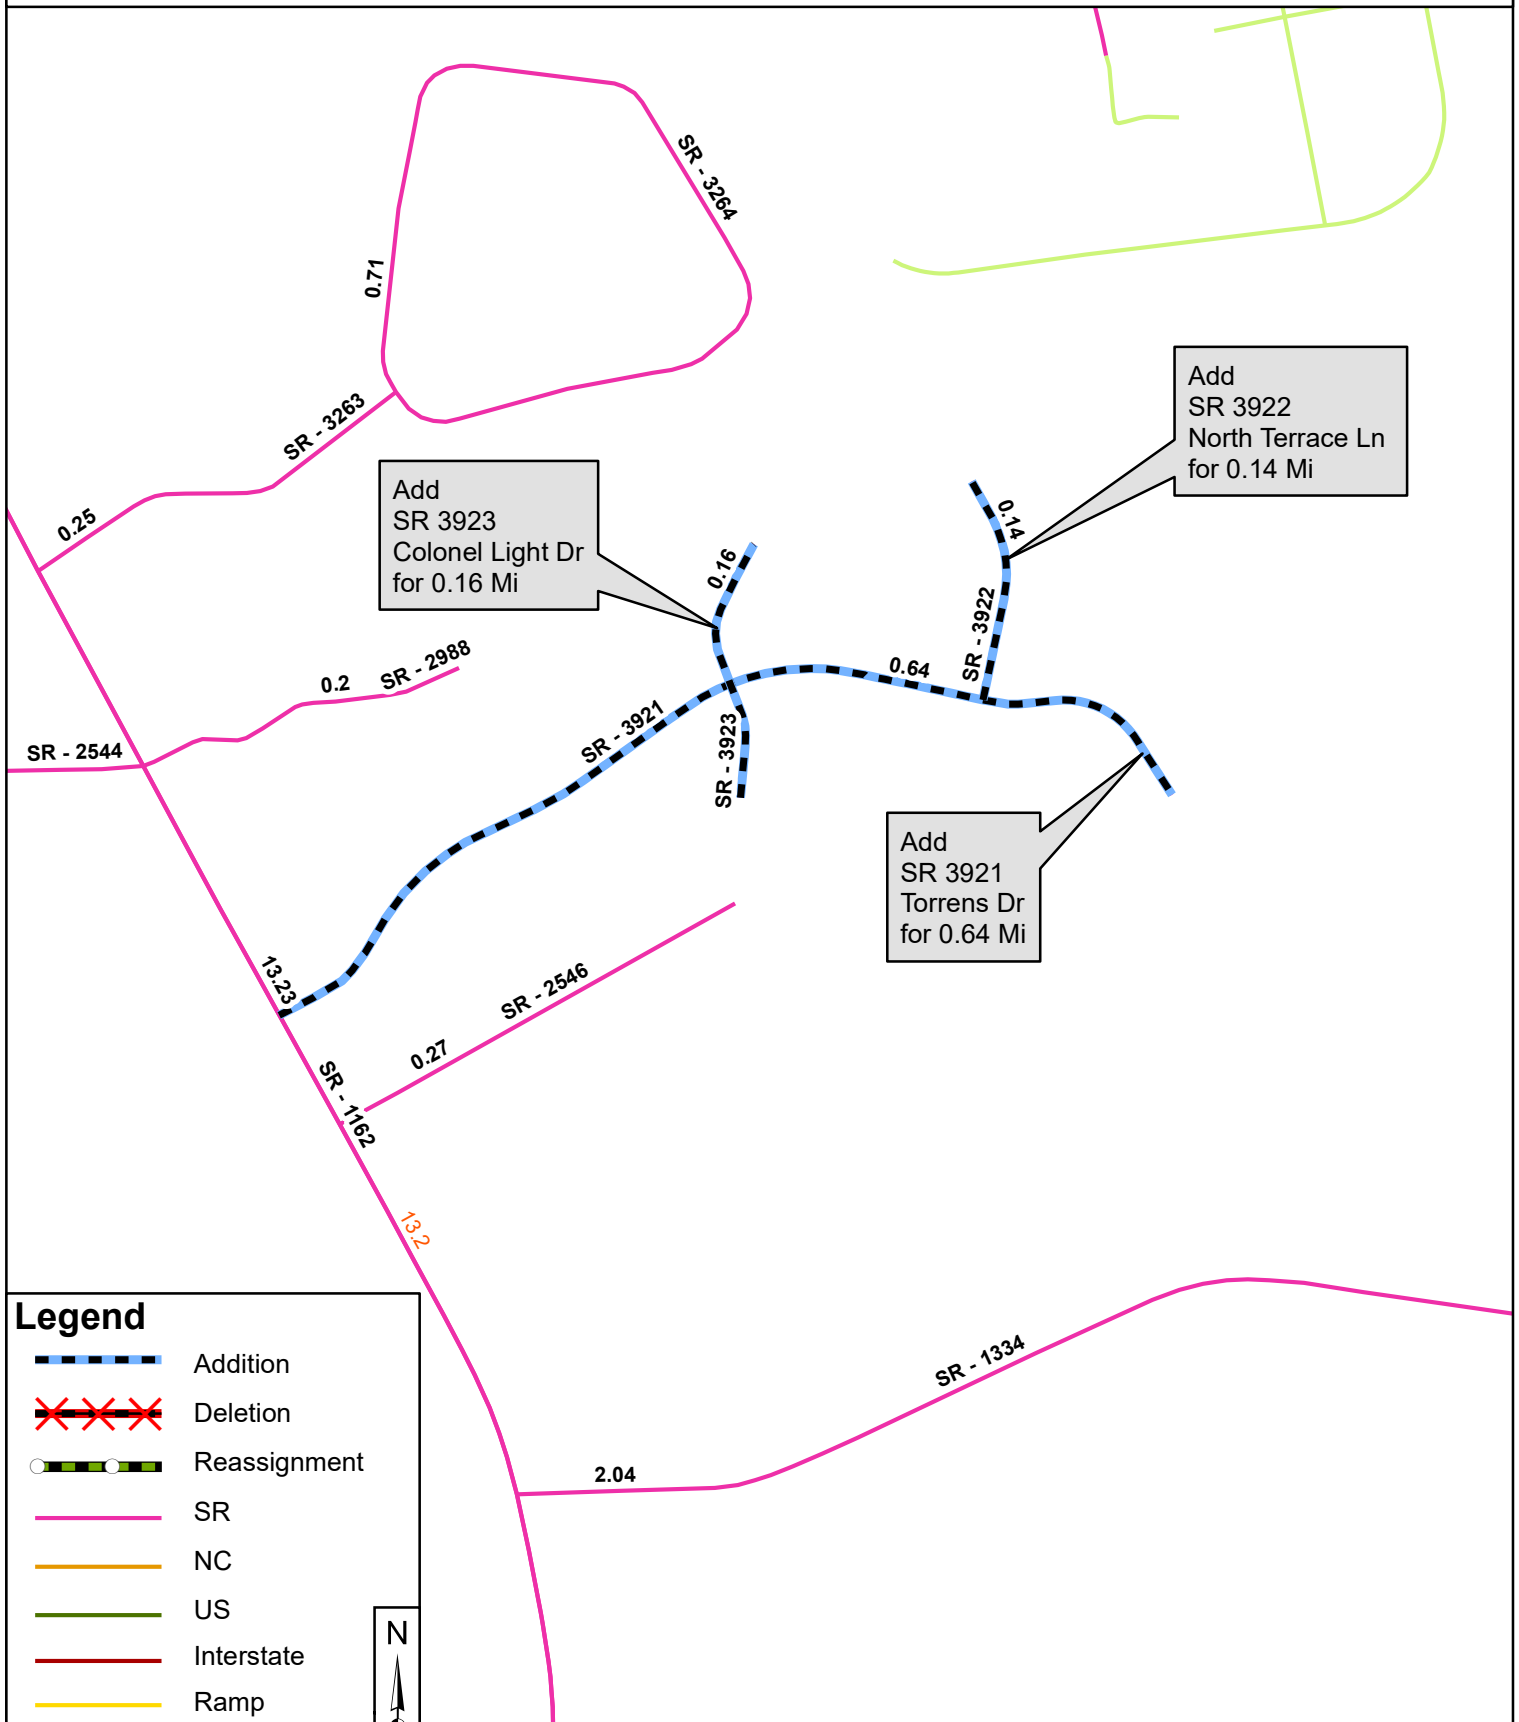 SR - 3264
0.71
SR - 3263
0.25
Add
SR 3922
North Terrace Ln
for 0.14 Mi
Add
SR 3923
Colonel Light Dr
for 0.16 Mi
0.14
0.16
SR - 3922
0.64
SR - 2988
0.2
SR - 3921
SR - 3923
SR - 2544
Add
SR 3921
Torrens Dr
for 0.64 Mi
13.23
SR - 2546
0.27
SR - 1162
13.2
SR - 1334
2.04
Legend
Addition
Deletion
Reassignment
SR
NC
US
Interstate
Ramp
N